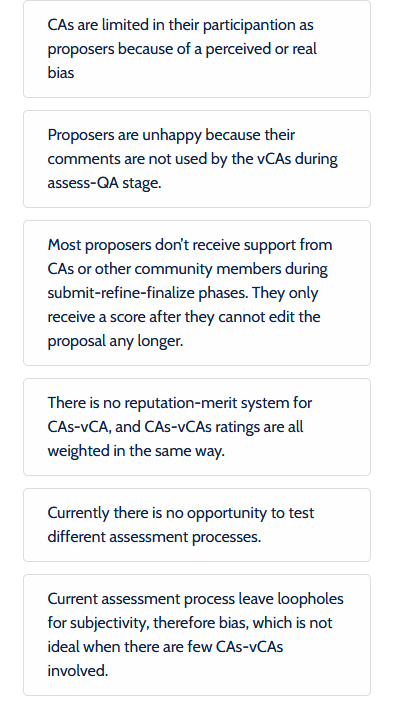 CAs are limited in their participantion as
proposers because of a perceived or real
bias
Proposers are unhappy because their
comments are not used by the vCAs during
assess-QA stage.
Most proposers don't receive support from
CAs or other community members during
submit-refine-finalize phases. They only
receive a score after they cannot edit the
proposal any longer.
There is no reputation-merit system for
CAs-vCA, and CAs-vCAs ratings are all
weighted in the same way.
Currently there is no opportunity to test
different assessment processes.
Current assessment process leave loopholes
for subjectivity, therefore bias, which is not
ideal when there are few CAs-vCAs
involved.